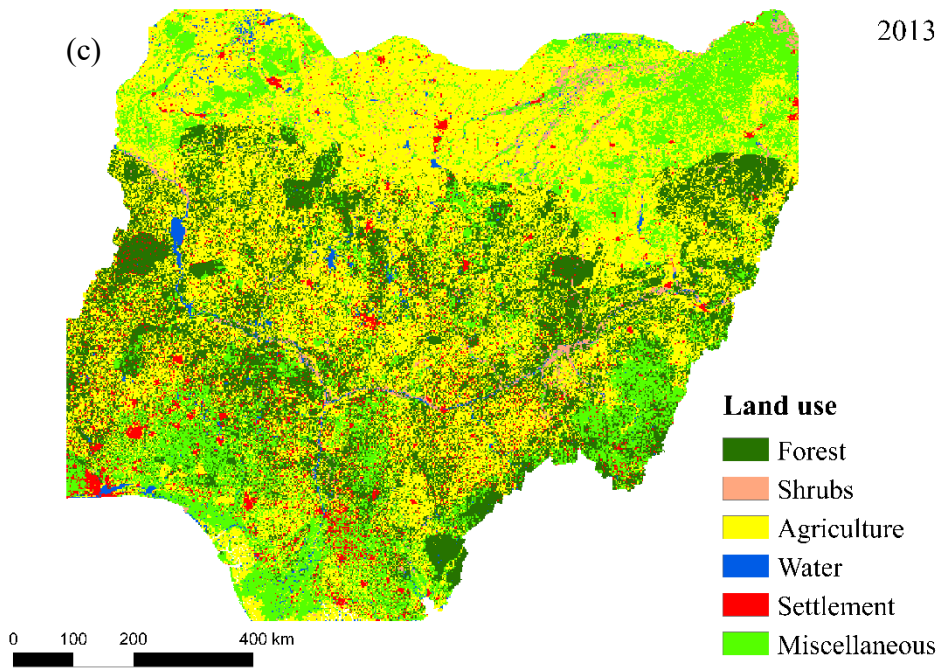 (c)
2013
Land use
Forest
Shrubs
Agriculture
Water
Settlement
Miscellaneous
0 100 200 400 km